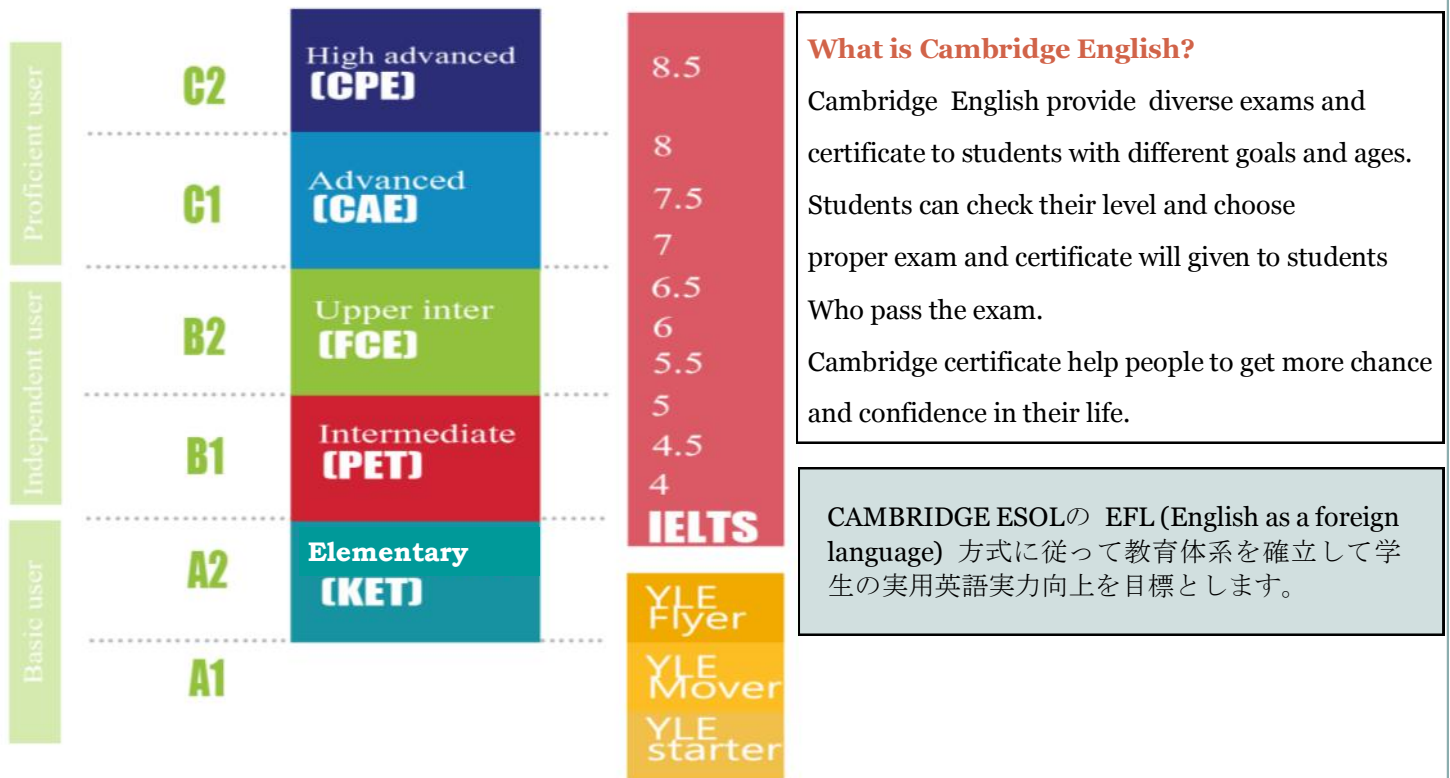 Proficient user
Independent user
Basic user
C2
C1
B2
B1
A2
A1
High advanced
(CPE)
Advanced
(CAE)
Upper inter
(FCE)
Intermediate
(PET)
Elementary
(KET)
8.5
8
7.5
7
6.5
6
5.5
5
4.5
4
IELTS
YLE
Flyer
YLE
Mover
YLE
starter
What is Cambridge English?
Cambridge English provide diverse exams and
certificate to students with different goals and ages.
Students can check their level and choose
proper exam and certificate will given to students
Who pass the exam.
Cambridge certificate help people to get more chance
and confidence in their life.
CAMBRIDGE ESOLの EFL (English as a foreign
language) 方式に従って教育体系を確立して学
生の実用英語実力向上を目標とします。